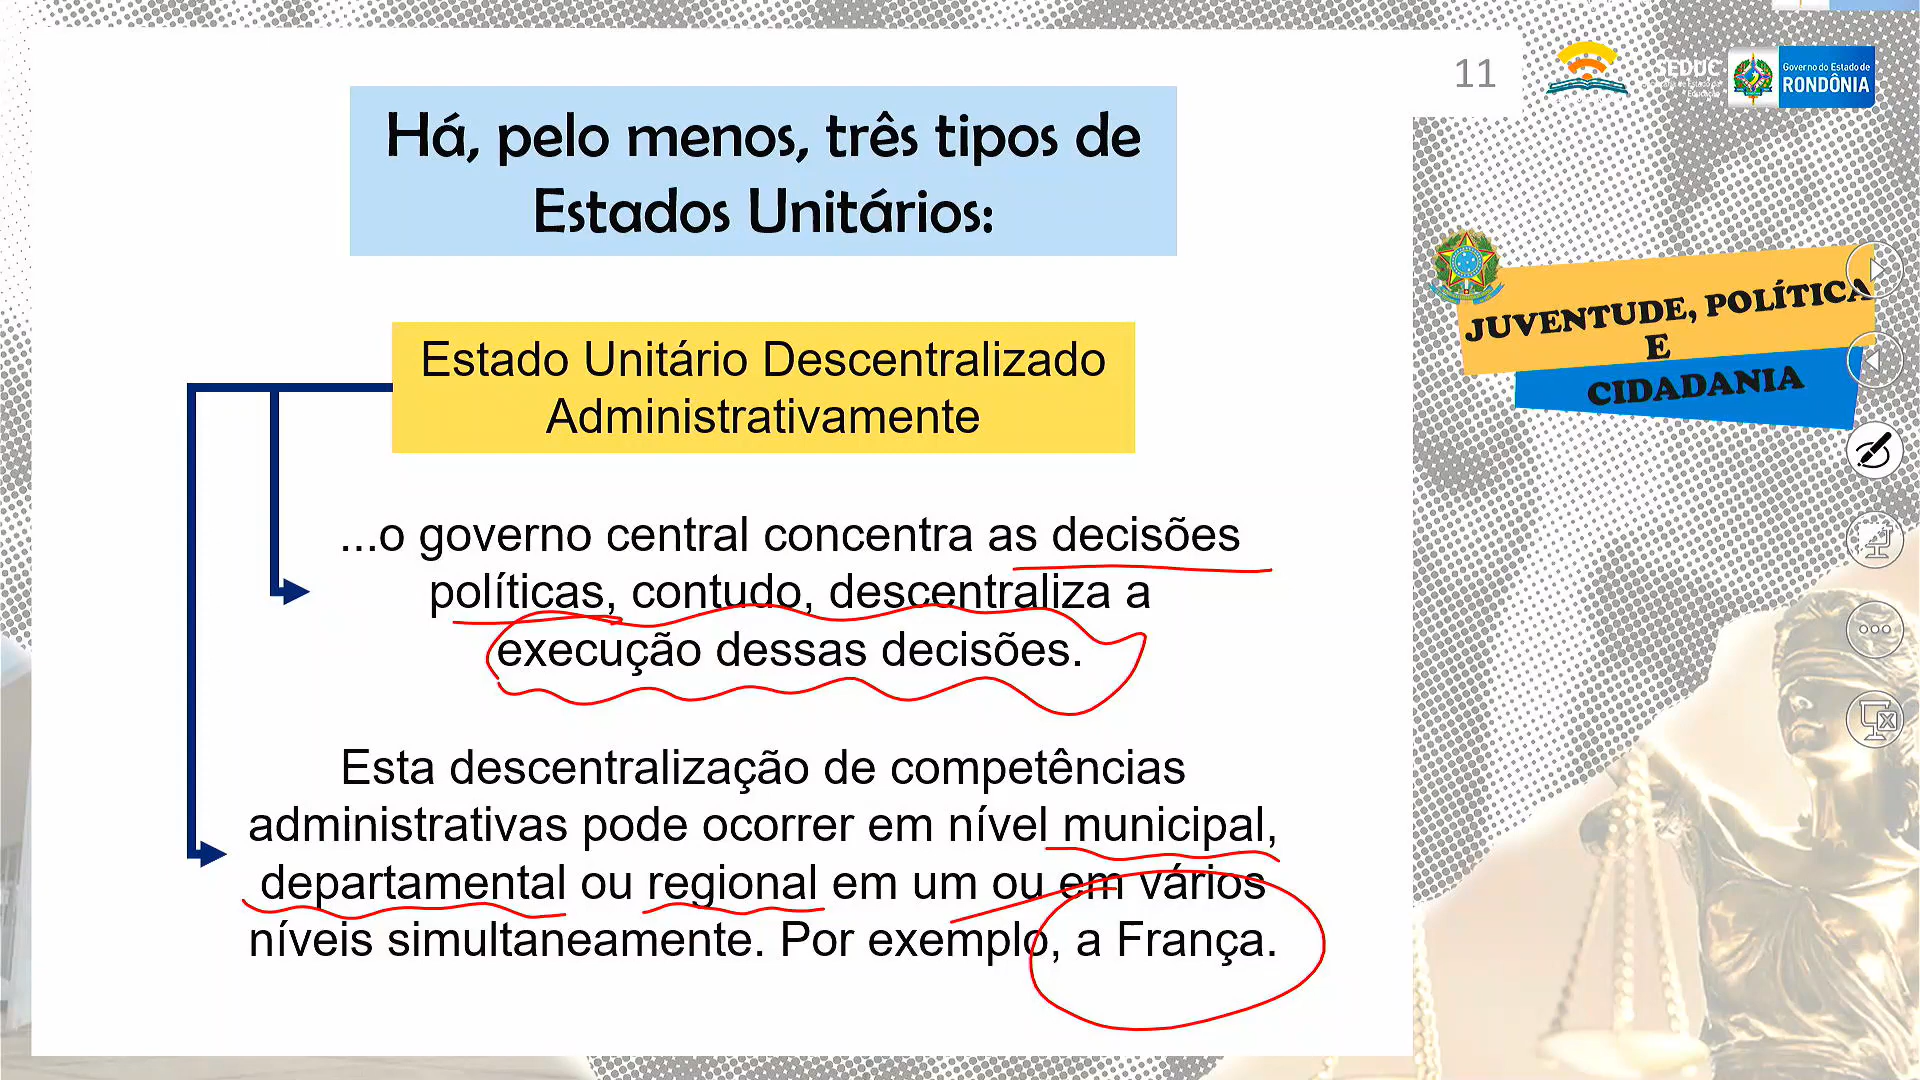 11
SEDUC
Governo do Estado de
RONDÔNIA
Há, pelo menos, três tipos de
Estados Unitários:
JUVENTUDE, POLÍTICA
E
CIDADANIA
Estado Unitário Descentralizado
Administrativamente
...o governo central concentra as decisões
políticas, contudo, descentraliza a
execução dessas decisões.
Esta descentralização de competências
administrativas pode ocorrer em nível municipal,
departamental ou regional em um ou em vários
níveis simultaneamente. Por exemplo, a França.